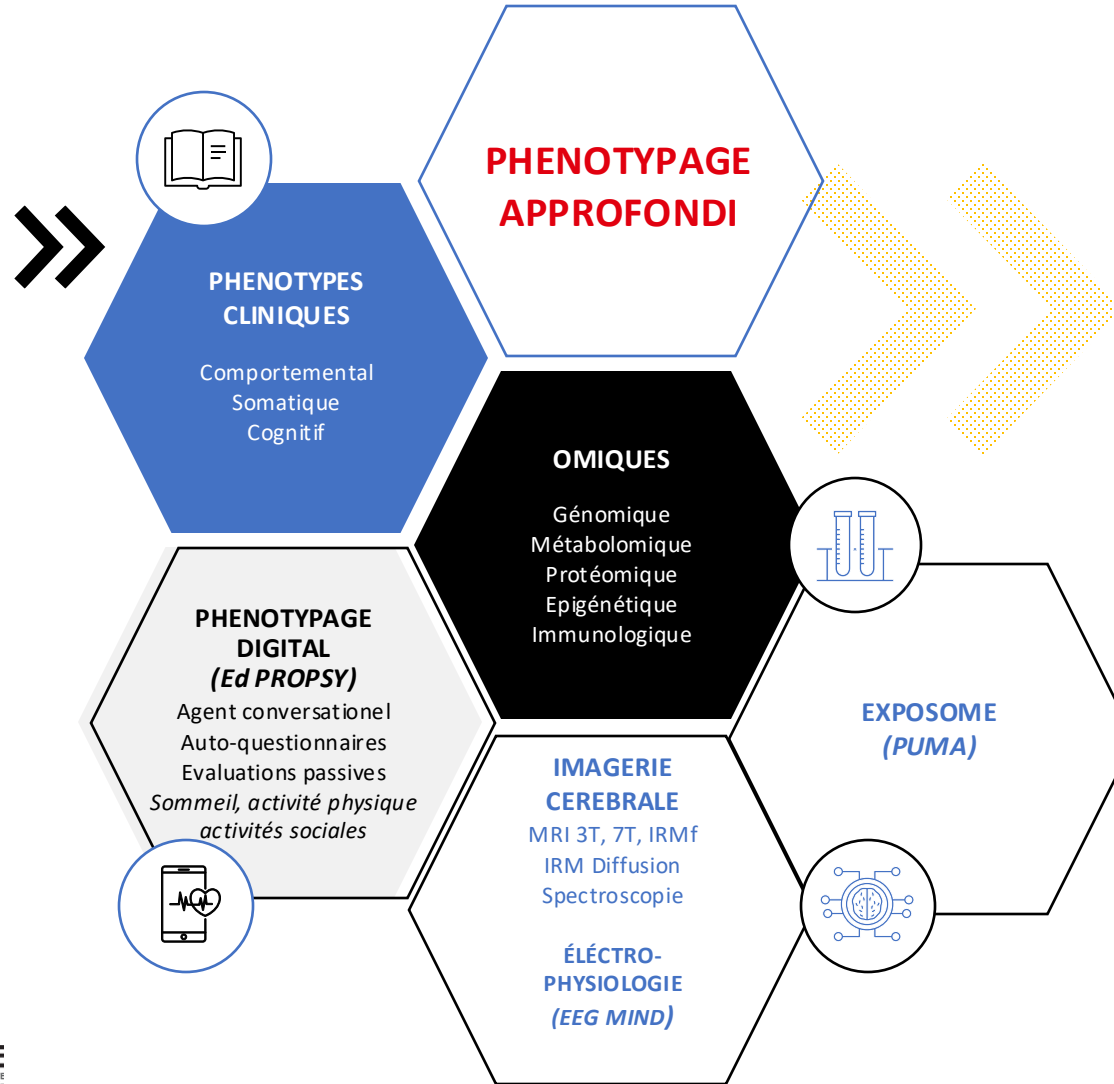 PHENOTYPAGE
APPROFONDI
PHENOTYPES
CLINIQUES
Comportemental
Somatique
Cognitif
OMIQUES
Génomique
Métabolomique
Protéomique
Epigénétique
Immunologique
PHENOTYPAGE
DIGITAL
(Ed PROPSY)
Agent conversationel
Auto-questionnaires
Evaluations passives
Sommeil, activité physique
activités sociales
IMAGERIE
CEREBRALE
MRI 3T, 7T, IRMf
IRM Diffusion
Spectroscopie
ÉLÉCTRO-
PHYSIOLOGIE
(EEG MIND)
EXPOSOME
(PUMA)